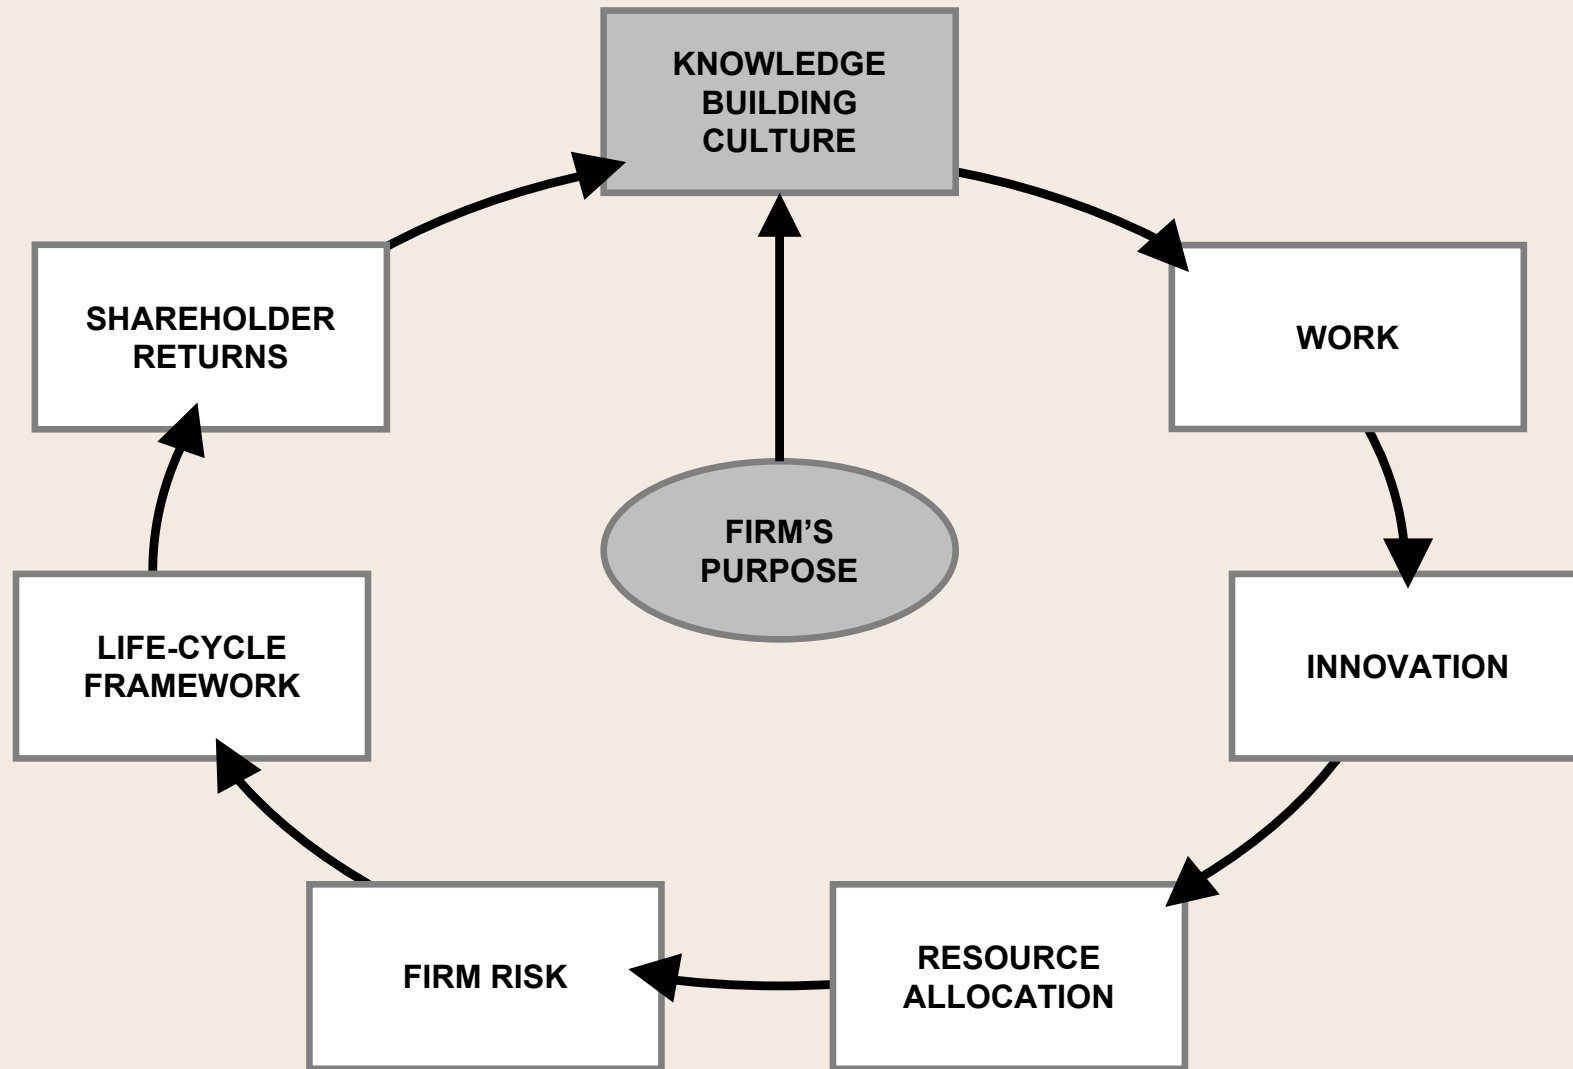 KNOWLEDGE
BUILDING
CULTURE
SHAREHOLDER
RETURNS
WORK
FIRM’S
PURPOSE
LIFE-CYCLE
FRAMEWORK
INNOVATION
FIRM RISK
RESOURCE
ALLOCATION